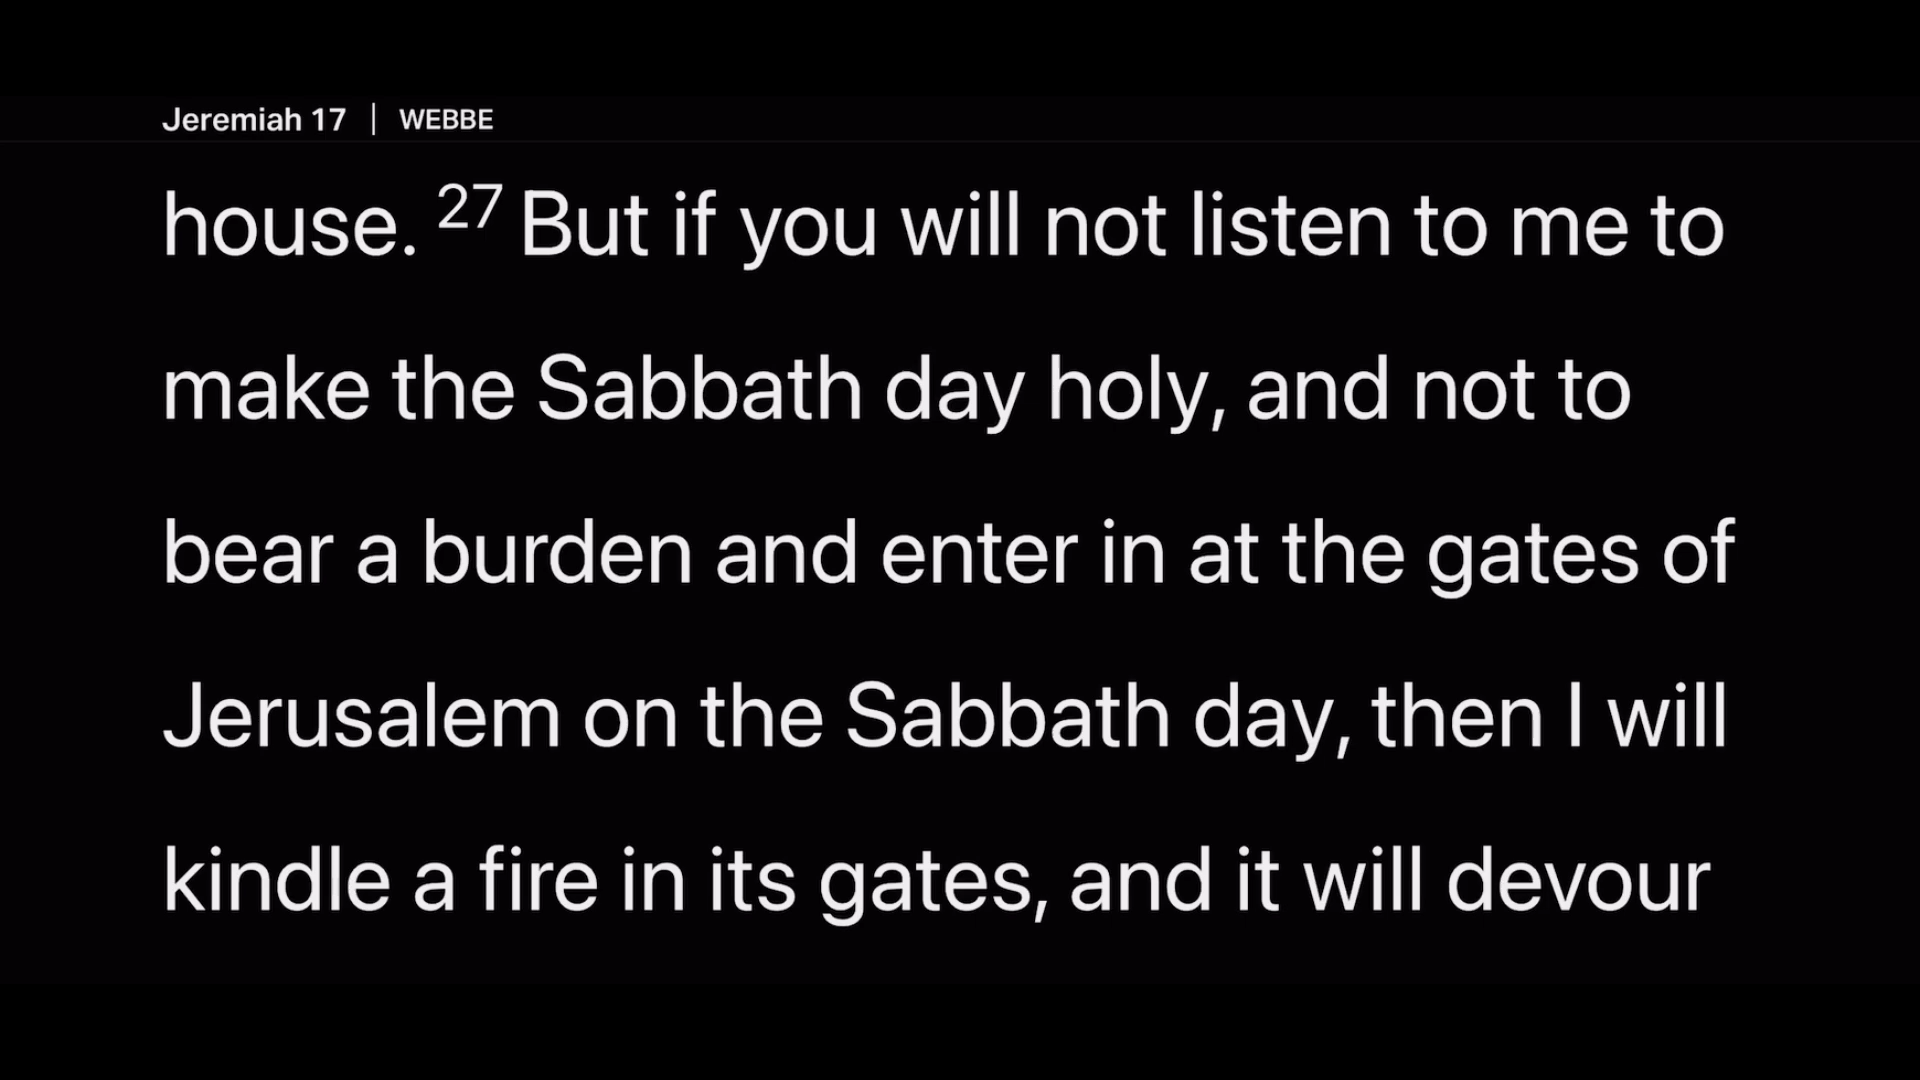 Jeremiah 17 | WEBBE
house. 27 But if you will not listen to me to
make the Sabbath day holy, and not to
bear a burden and enter in at the gates of
Jerusalem on the Sabbath day, then I will
kindle a fire in its gates, and it will devour